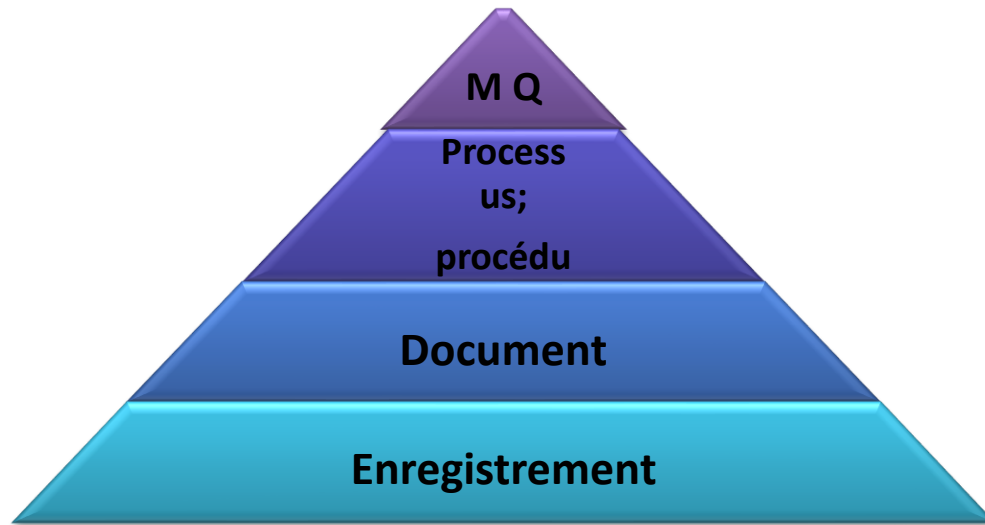 M Q
Process
us;
procédu
Document
Enregistrement